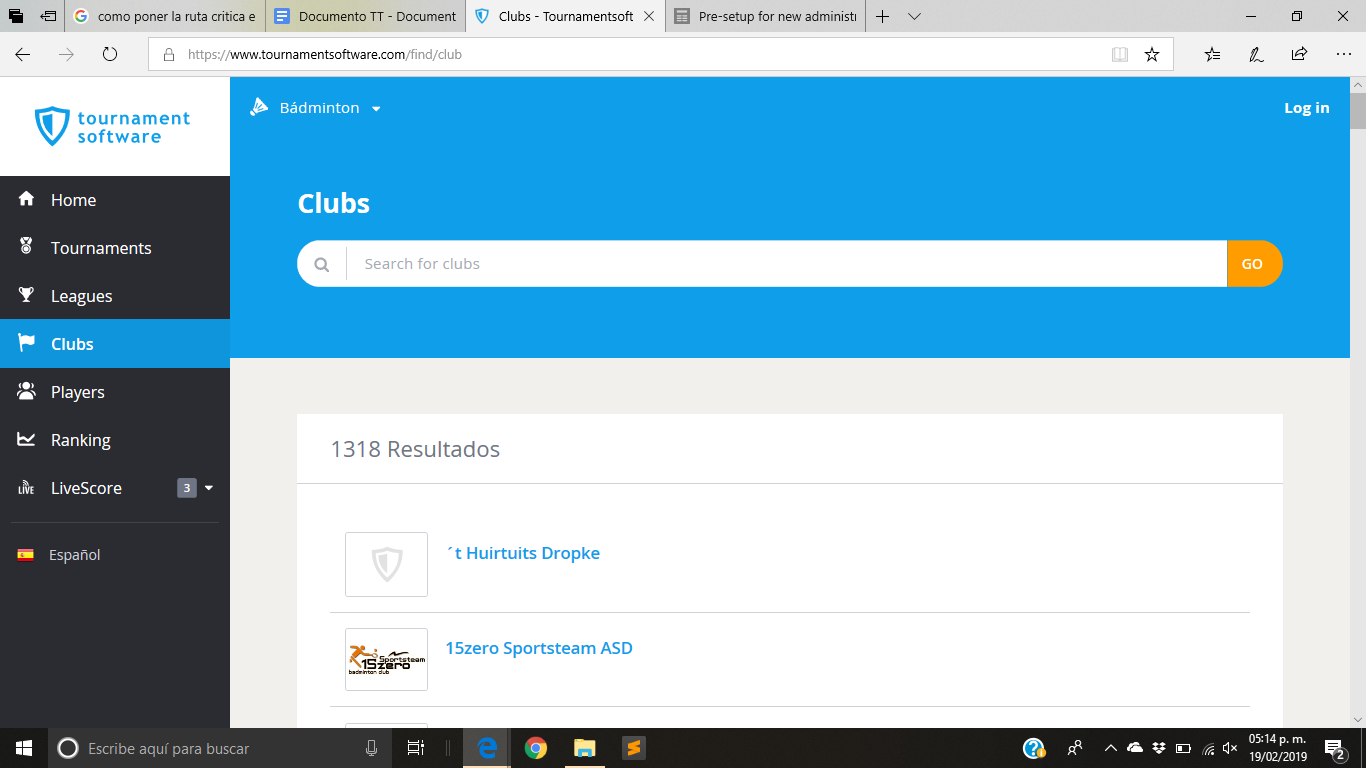 como poner la ruta critica e
Documento TT - Document
Clubs - Tournamentsoft
Pre-setup for new administr
https://www.tournamentsoftware.com/find/club
tournament
software
Bádminton
Log in
Home
Tournaments
Leagues
Clubs
Players
Ranking
LIVE
LiveScore
3
Español
Clubs
Search for clubs
GO
1318 Resultados
´t Huirtuits Dropke
Sportsteam
15zero
badminton club
15zero Sportsteam ASD
Escribe aquí para buscar
05:14 p. m.
19/02/2019
2